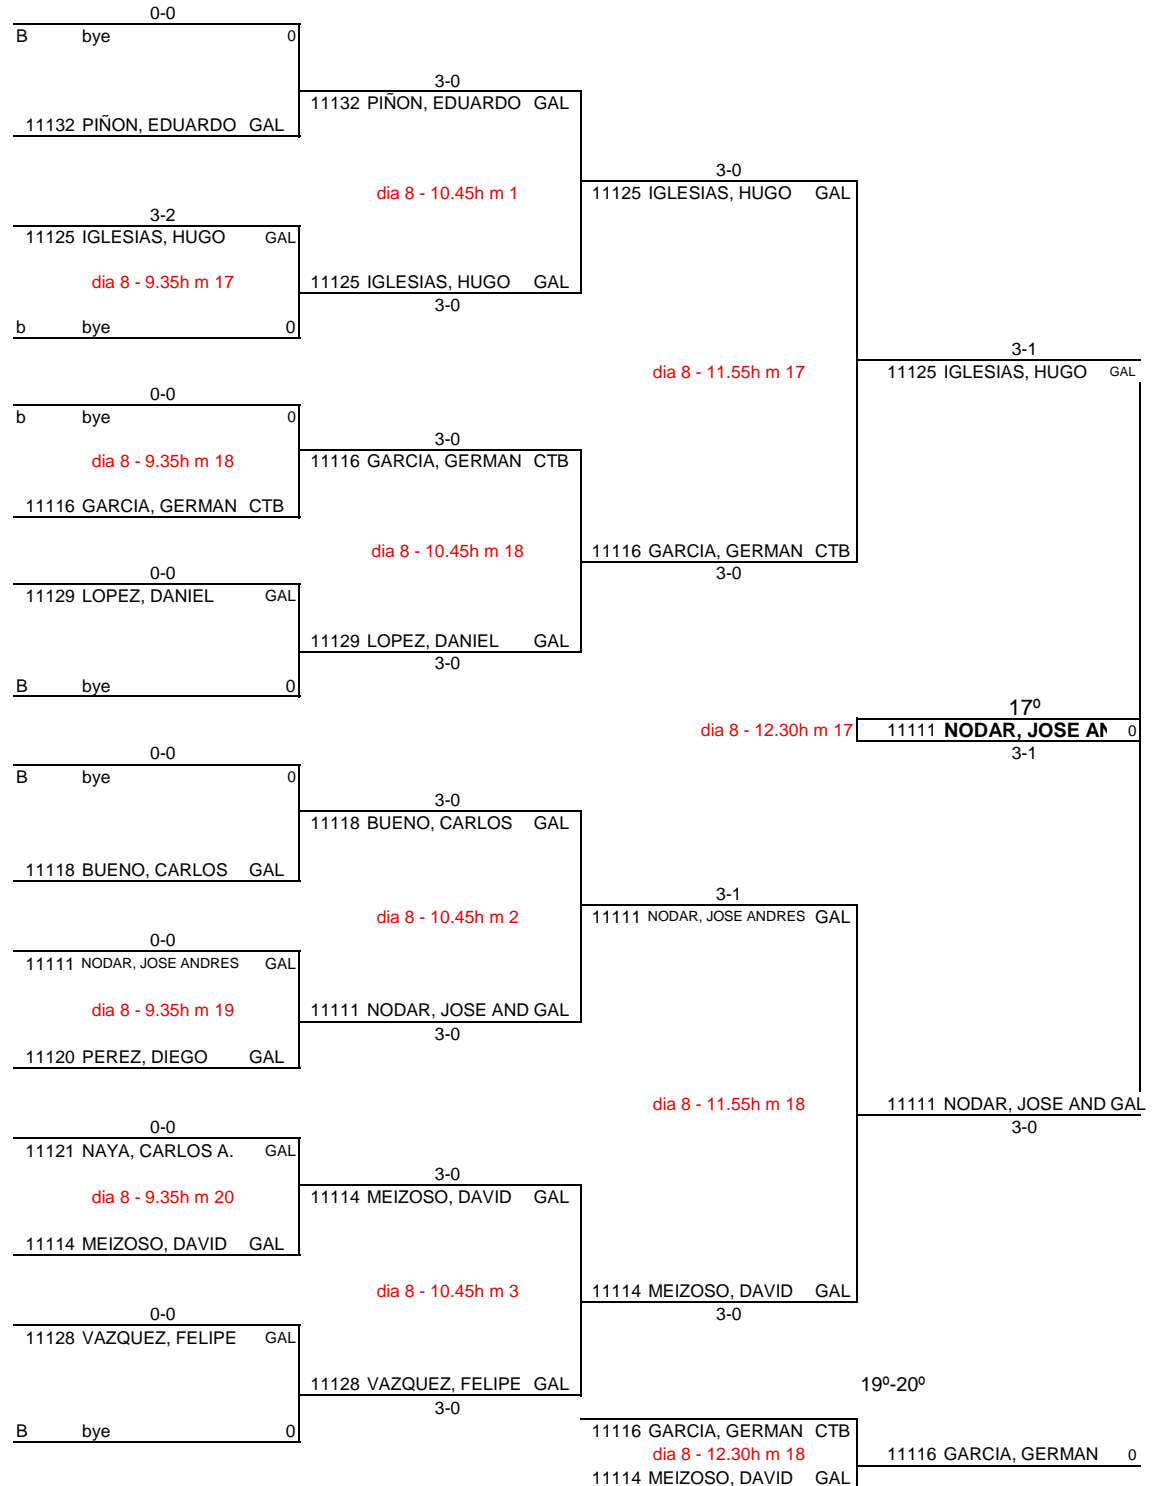 0-0
B bye 0
3-0
11132 PIÑON, EDUARDO GAL
11132 PIÑON, EDUARDO GAL
3-0
dia 8 - 10.45h m 1
11125 IGLESIAS, HUGO GAL
3-2
11125 IGLESIAS, HUGO GAL
dia 8 - 9.35h m 17
11125 IGLESIAS, HUGO GAL
3-0
b bye 0
3-1
dia 8 - 11.55h m 17
11125 IGLESIAS, HUGO GAL
0-0
b bye 0
3-0
dia 8 - 9.35h m 18
11116 GARCIA, GERMAN CTB
11116 GARCIA, GERMAN CTB
dia 8 - 10.45h m 18
11116 GARCIA, GERMAN CTB
0-0
3-0
11129 LOPEZ, DANIEL GAL
11129 LOPEZ, DANIEL GAL
3-0
B bye 0
17º
dia 8 - 12.30h m 17
11111 NODAR, JOSE AN 0
0-0
3-1
B bye 0
3-0
11118 BUENO, CARLOS GAL
11118 BUENO, CARLOS GAL
3-1
dia 8 - 10.45h m 2
11111 NODAR, JOSE ANDRES GAL
0-0
11111 NODAR, JOSE ANDRES GAL
dia 8 - 9.35h m 19
11111 NODAR, JOSE AND GAL
3-0
11120 PEREZ, DIEGO GAL
dia 8 - 11.55h m 18
11111 NODAR, JOSE AND GAL
0-0
3-0
11121 NAYA, CARLOS A. GAL
3-0
dia 8 - 9.35h m 20
11114 MEIZOSO, DAVID GAL
11114 MEIZOSO, DAVID GAL
dia 8 - 10.45h m 3
11114 MEIZOSO, DAVID GAL
0-0
3-0
11128 VAZQUEZ, FELIPE GAL
11128 VAZQUEZ, FELIPE GAL
19º-20º
3-0
B bye 0
11116 GARCIA, GERMAN CTB
dia 8 - 12.30h m 18
11116 GARCIA, GERMAN 0
11114 MEIZOSO, DAVID GAL